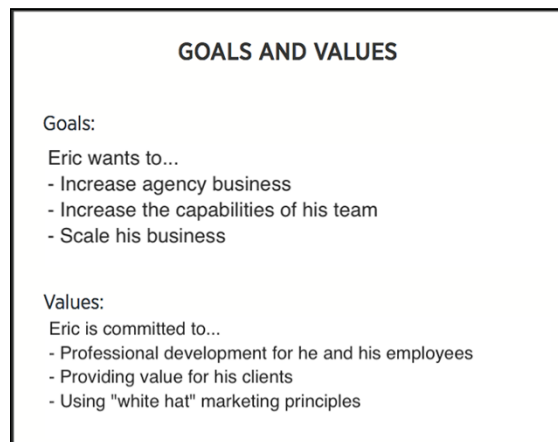 GOALS AND VALUES
Goals:
Eric wants to...
- Increase agency business
- Increase the capabilities of his team
- Scale his business
Values:
Eric is committed to...
- Professional development for he and his employees
- Providing value for his clients
- Using "white hat" marketing principles